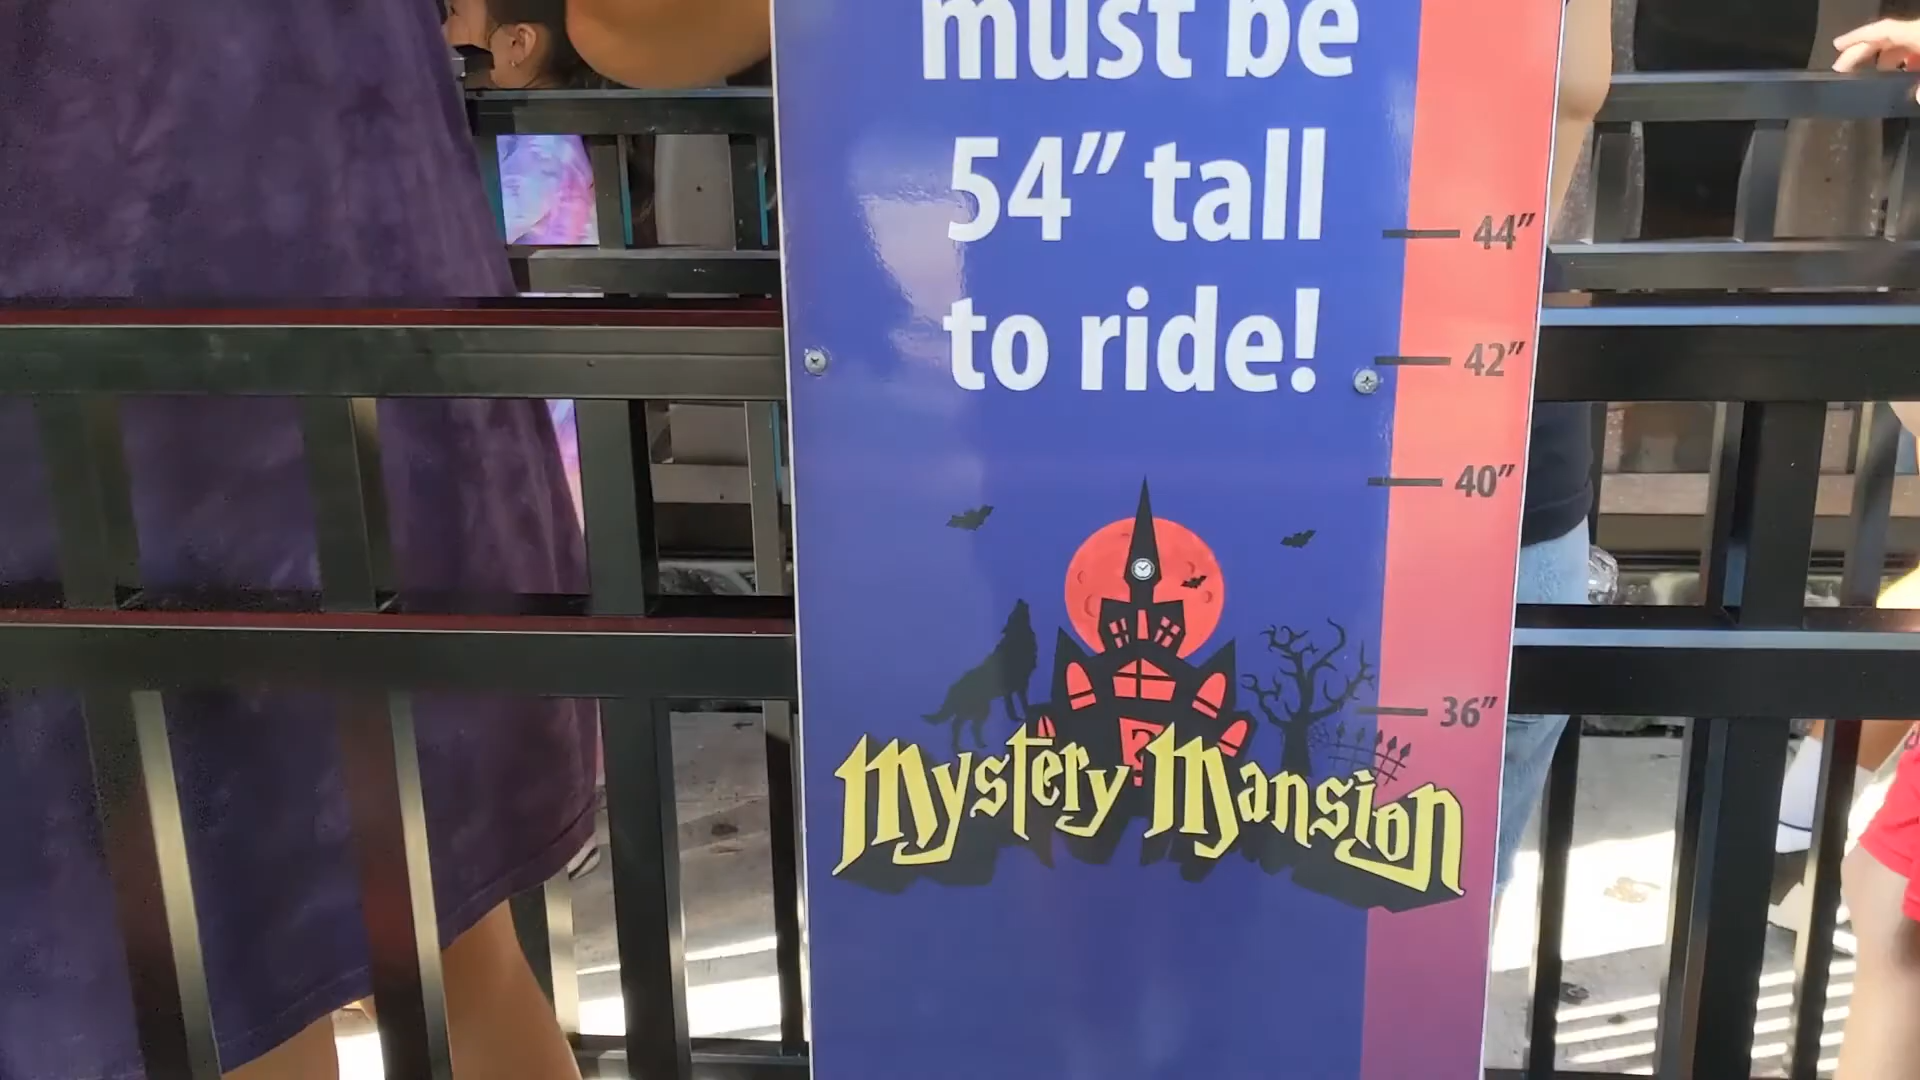 must be
54" tall
to ride!
44"
42"
40"
36"
Mystery Mansion